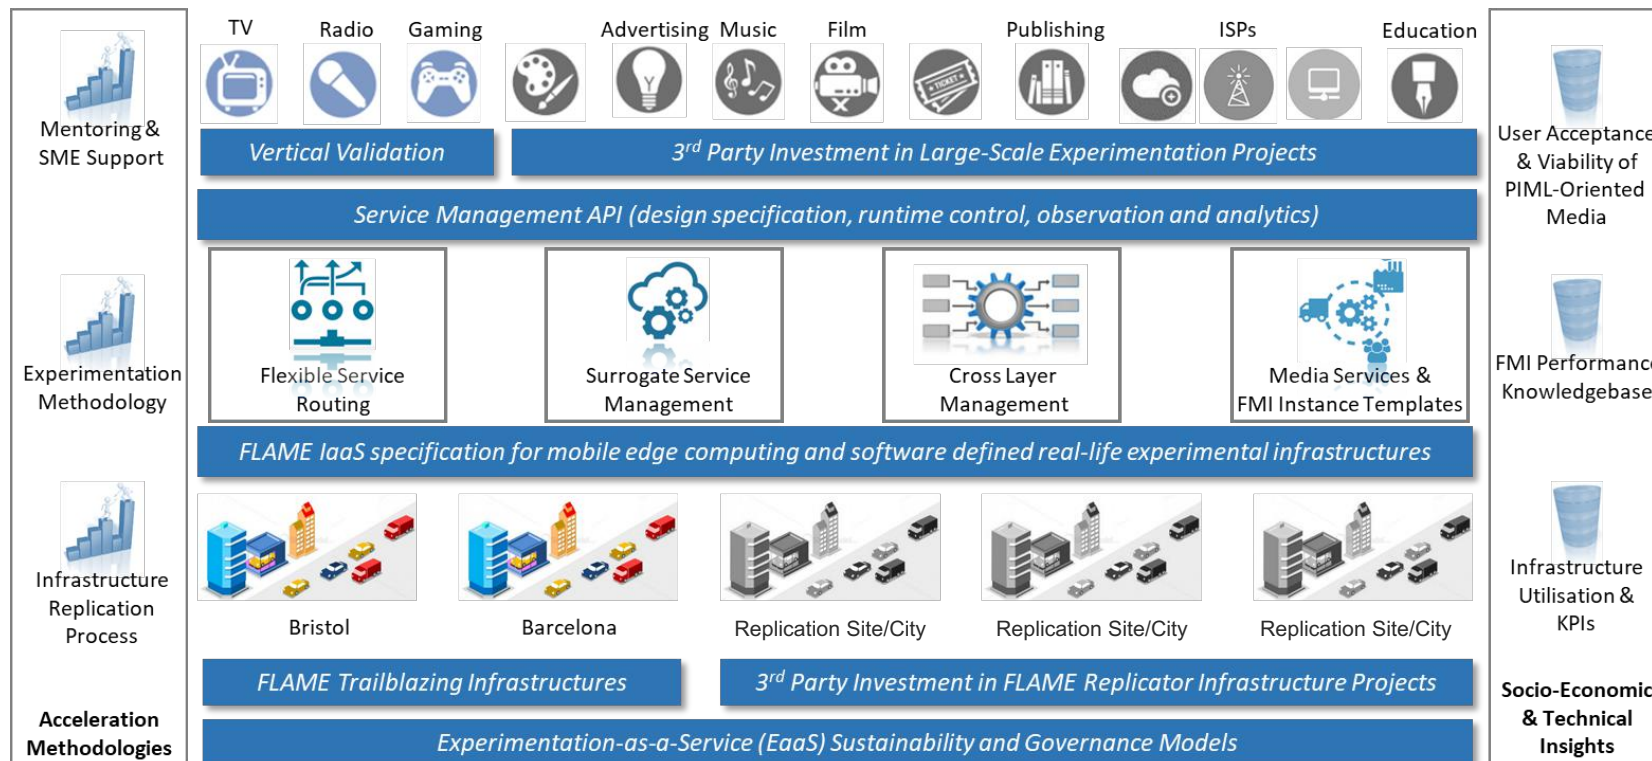 TV
Radio
Gaming
Advertising
Music
Film
Publishing
ISPs
Education
TICKET
Mentoring &
SME Support
Vertical Validation
3rd Party Investment in Large-Scale Experimentation Projects
User Acceptance
& Viability of
PIML-Oriented
Media
Service Management API (design specification, runtime control, observation and analytics)
Experimentation
Methodology
Flexible Service
Routing
Surrogate Service
Management
Cross Layer
Management
Media Services &
FMI Instance Templates
FMI Performance
Knowledgebase
FLAME IaaS specification for mobile edge computing and software defined real-life experimental infrastructures
Infrastructure
Replication
Process
Bristol
Barcelona
Replication Site/City
Replication Site/City
Replication Site/City
Infrastructure
Utilisation &
KPIs
FLAME Trailblazing Infrastructures
3rd Party Investment in FLAME Replicator Infrastructure Projects
Acceleration
Methodologies
Experimentation-as-a-Service (EaaS) Sustainability and Governance Models
Socio-Economic
& Technical
Insights